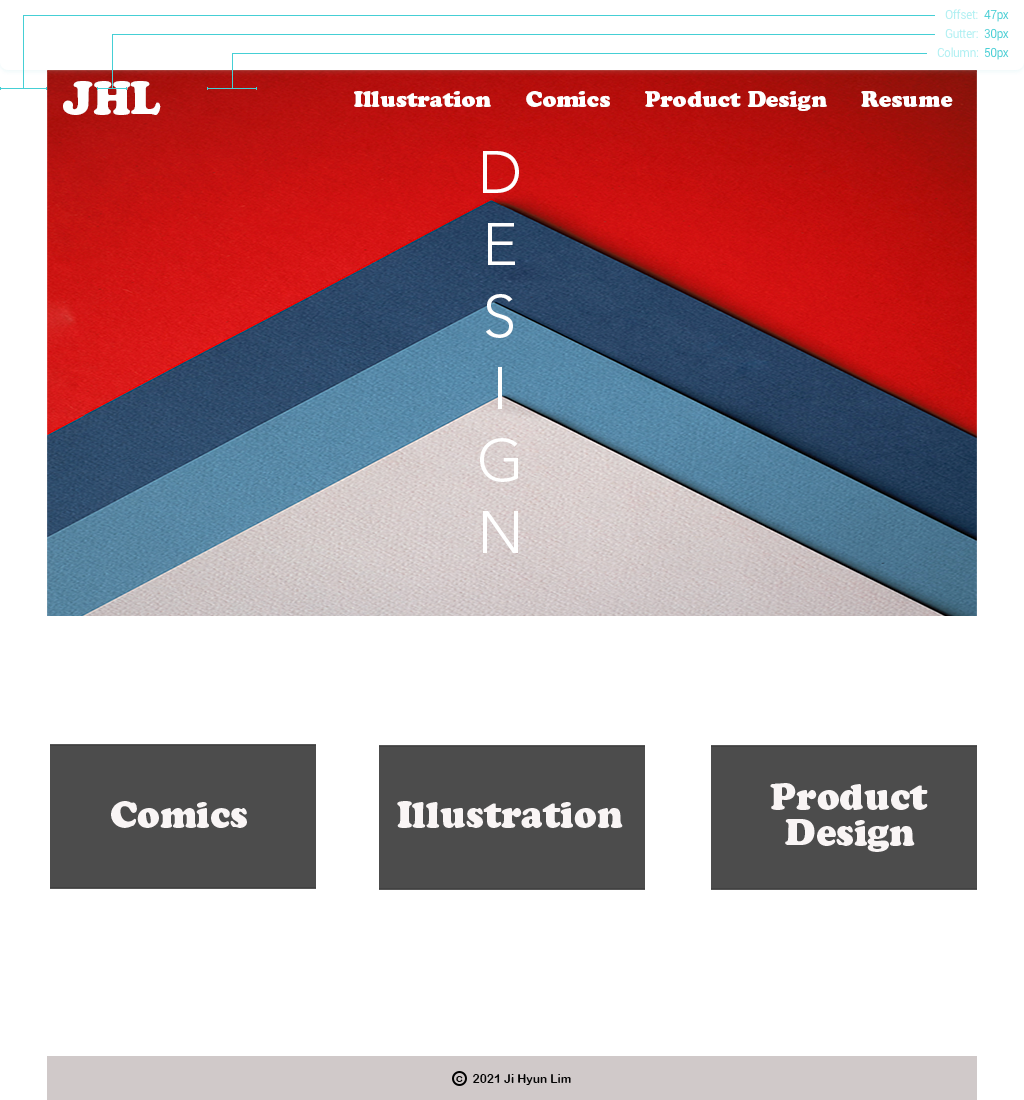 Offset: 47px
Gutter: 30px
Column: 50px
JHL Illustration Comics Product Design Resume
D
E
S
I
G
N
Comics Illustration
Product
Design
© 2021 Ji Hyun Lim